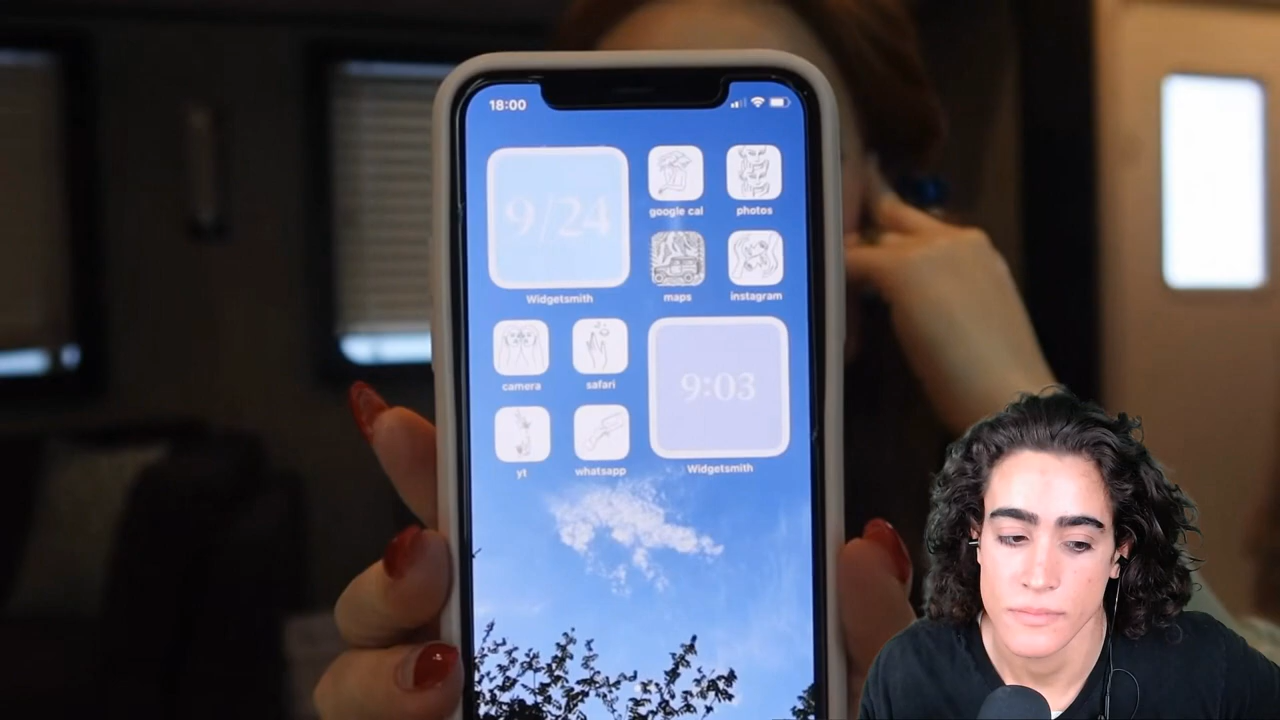 18:00
9/24
Widgetsmith
google cal
photos
maps
instagram
camera
safari
yt
whatsapp
9:03
Widgetsmith